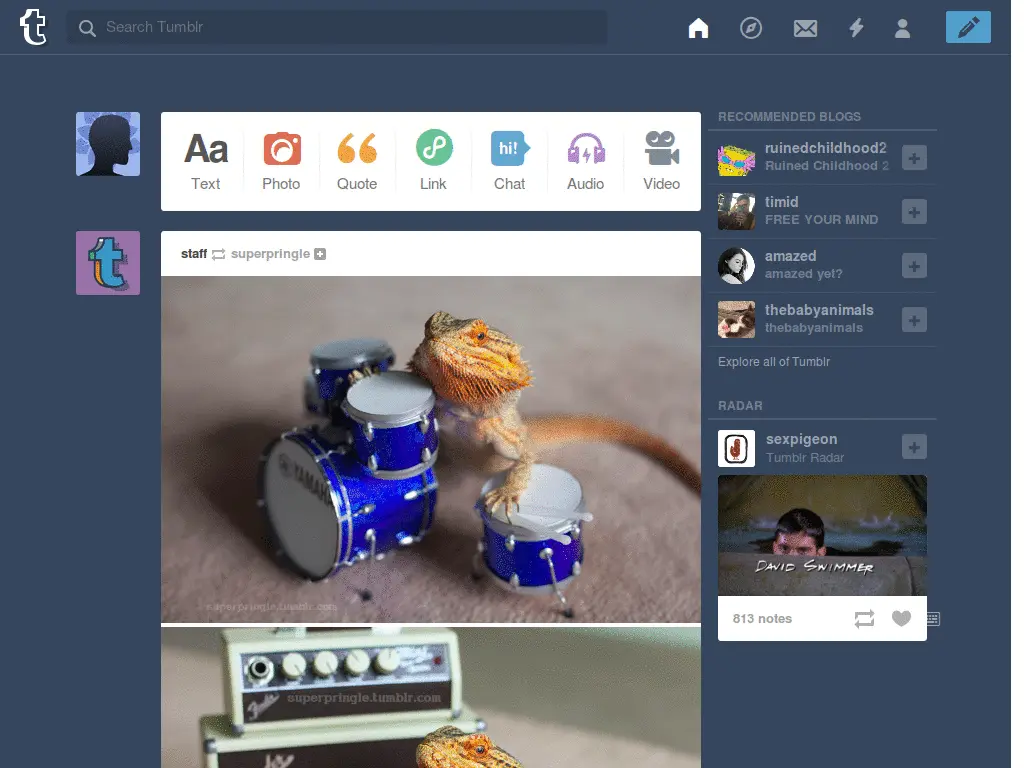 Search Tumblr
Aa
Text
Photo
Quote
Link
hi!
Chat
Audio
Video
staff superpringle
YAMAHA
superpringle.tumblr.com
superpringle.tumblr.com
Fender
RECOMMENDED BLOGS
ruinedchildhood2
Ruined Childhood 2
timid
FREE YOUR MIND
amazed
amazed yet?
thebabyanimals
thebabyanimals
Explore all of Tumblr
RADAR
sexpigeon
Tumblr Radar
DAVID SWIMMER
813 notes